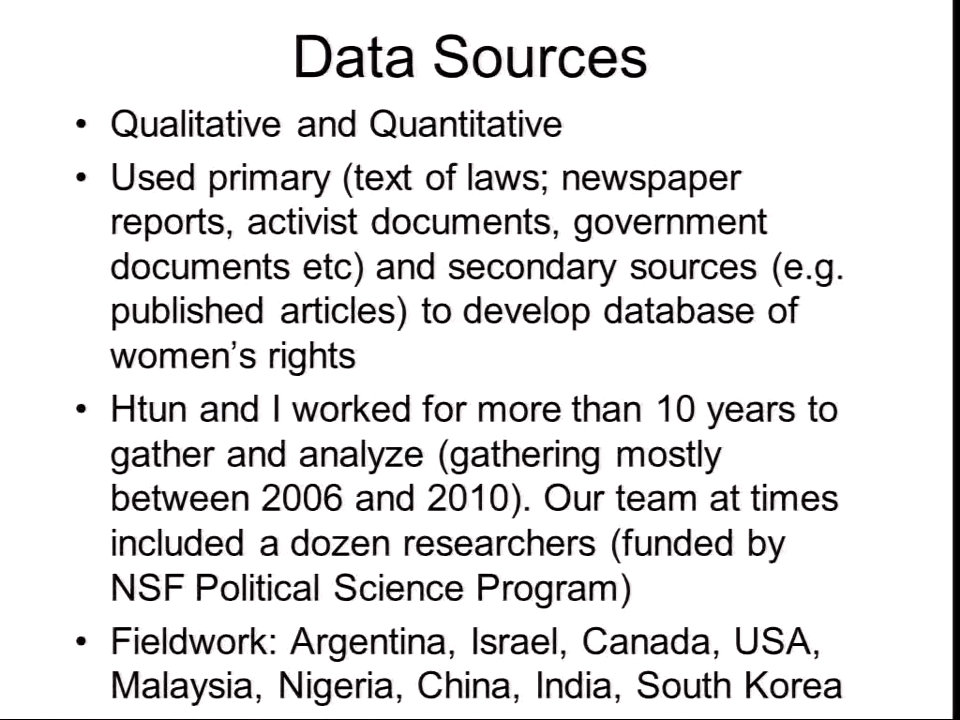 Data Sources
• Qualitative and Quantitative
• Used primary (text of laws; newspaper
reports, activist documents, government
documents etc) and secondary sources (e.g.
published articles) to develop database of
women's rights
• Htun and I worked for more than 10 years to
gather and analyze (gathering mostly
between 2006 and 2010). Our team at times
included a dozen researchers (funded by
NSF Political Science Program)
• Fieldwork: Argentina, Israel, Canada, USA,
Malaysia, Nigeria, China, India, South Korea